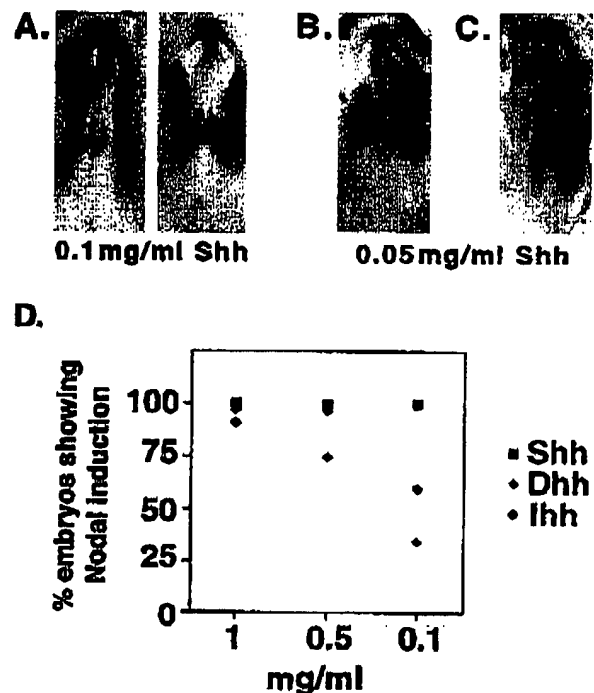 A.
B.
C.
0.1mg/ml Shh
0.05mg/ml Shh
D.
% embryos showing
Nodal induction
100
75
50
25
0
1 0.5 0.1
mg/ml
Shh
Dhh
Ihh